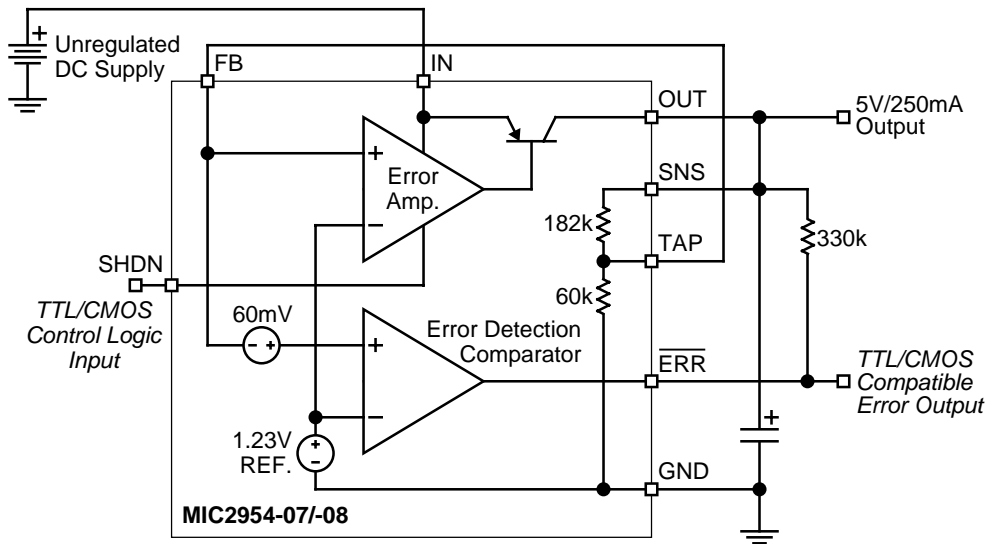 Unregulated
DC Supply
FB
IN
OUT
5V/250mA
Output
SNS
Error
Amp.
182k
330k
TAP
SHDN
60k
TTL/CMOS
Control Logic
Input
60mV
Error Detection
Comparator
ERR
TTL/CMOS
Compatible
Error Output
1.23V
REF.
GND
MIC2954-07/-08